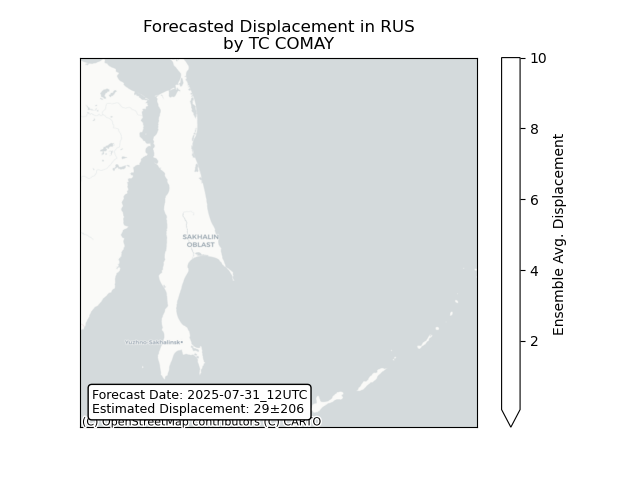 Forecasted Displacement in RUS
by TC COMAY
10
8
6
4
2
Ensemble Avg. Displacement
SAKHALIN
OBLAST
Yuzhno-Sakhalinsk
Forecast Date: 2025-07-31_12UTC
Estimated Displacement: 29±206
(C) OpenStreetMap contributors (C) CARTO